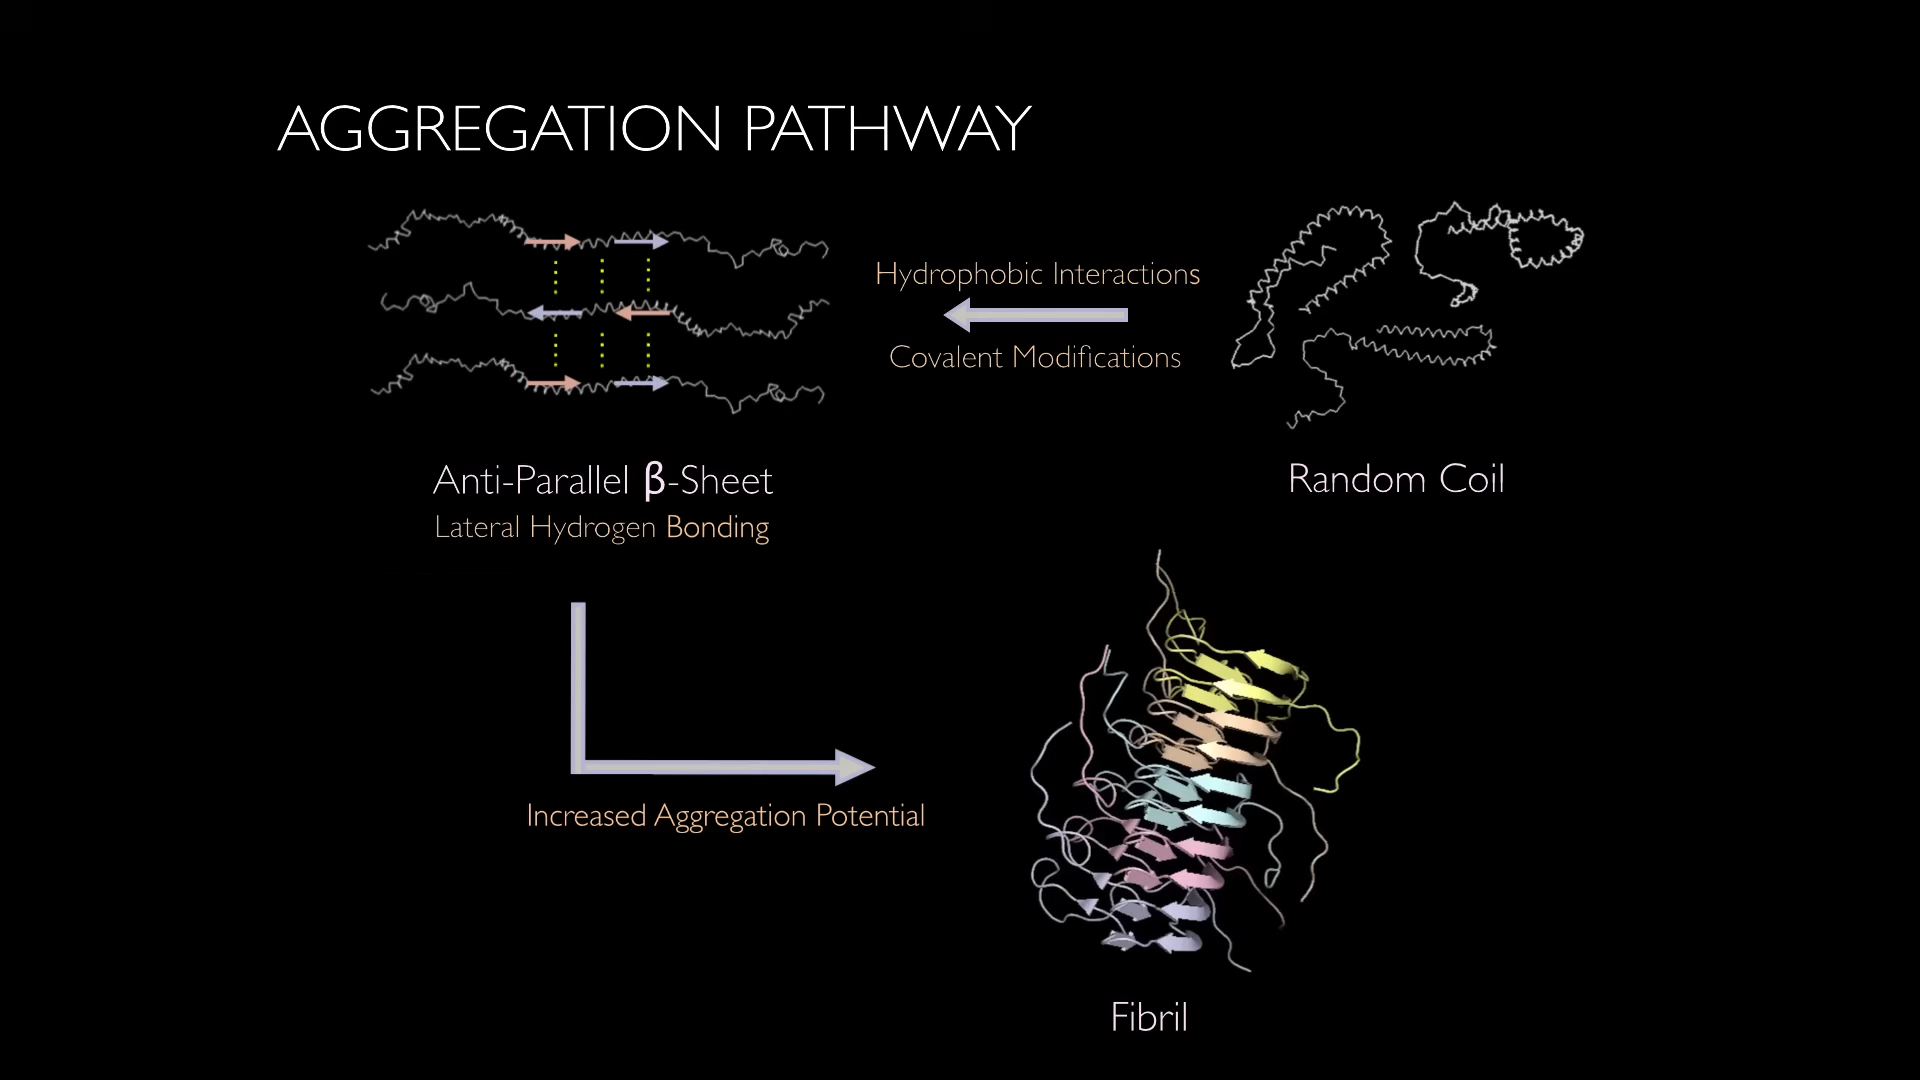 AGGREGATION PATHWAY
Hydrophobic Interactions
Covalent Modifications
Anti-Parallel β-Sheet
Lateral Hydrogen Bonding
Random Coil
Increased Aggregation Potential
Fibril